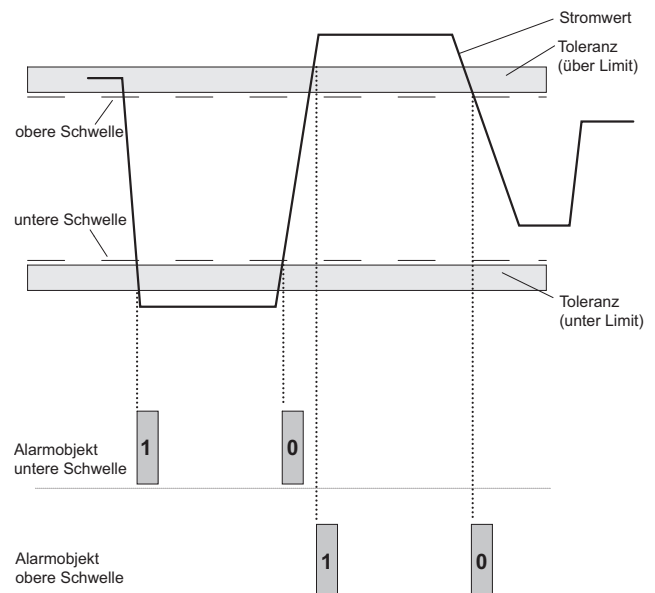 Stromwert
Toleranz
(über Limit)
obere Schwelle
untere Schwelle
Toleranz
(unter Limit)
1
0
Alarmobjekt
untere Schwelle
1
0
Alarmobjekt
obere Schwelle